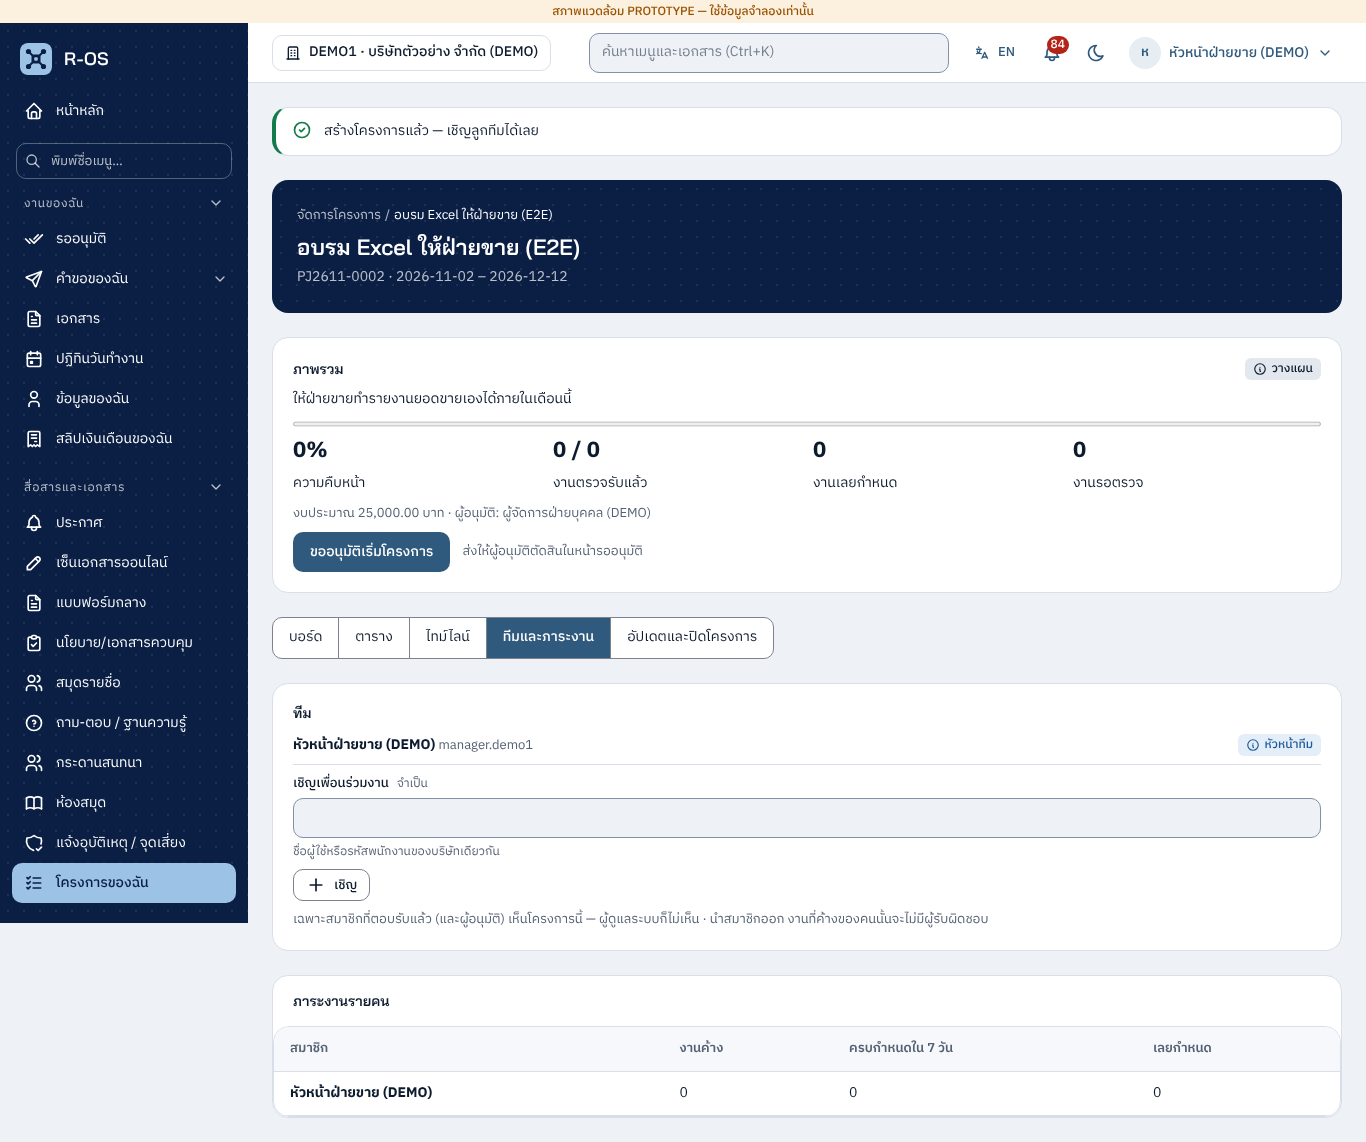 สภาพแวดล้อม PROTOTYPE — ใช้ข้อมูลจำลองเท่านั้น
R-OS
DEMO1 · บริษัทตัวอย่าง จำกัด (DEMO)
ค้นหาเมนูและเอกสาร (Ctrl+K)
EN
84
ห
หัวหน้าฝ่ายขาย (DEMO)
หน้าหลัก
พิมพ์ชื่อเมนู...
งานของฉัน
รออนุมัติ
คำขอของฉัน
เอกสาร
ปฏิทินวันทำงาน
ข้อมูลของฉัน
สลิปเงินเดือนของฉัน
สื่อสารและเอกสาร
ประกาศ
เซ็นเอกสารออนไลน์
แบบฟอร์มกลาง
นโยบาย/เอกสารควบคุม
สมุดรายชื่อ
ถาม-ตอบ / ฐานความรู้
กระดานสนทนา
ห้องสมุด
แจ้งอุบัติเหตุ / จุดเสี่ยง
โครงการของฉัน
สร้างโครงการแล้ว — เชิญลูกทีมได้เลย
จัดการโครงการ / อบรม Excel ให้ฝ่ายขาย (E2E)
อบรม Excel ให้ฝ่ายขาย (E2E)
PJ2611-0002 · 2026-11-02 – 2026-12-12
ภาพรวม
วางแผน
ให้ฝ่ายขายทำรายงานยอดขายเองได้ภายในเดือนนี้
0%
0 / 0
0
0
ความคืบหน้า
งานตรวจรับแล้ว
งานเลยกำหนด
งานรอตรวจ
งบประมาณ 25,000.00 บาท · ผู้อนุมัติ: ผู้จัดการฝ่ายบุคคล (DEMO)
ขออนุมัติเริ่มโครงการ
ส่งให้ผู้อนุมัติตัดสินในหน้ารออนุมัติ
บอร์ด
ตาราง
ไทม์ไลน์
ทีมและภาระงาน
อัปเดตและปิดโครงการ
ทีม
หัวหน้าฝ่ายขาย (DEMO) manager.demo1
หัวหน้าทีม
เชิญเพื่อนร่วมงาน จำเป็น
ชื่อผู้ใช้หรือรหัสพนักงานของบริษัทเดียวกัน
เชิญ
เฉพาะสมาชิกที่ตอบรับแล้ว (และผู้อนุมัติ) เห็นโครงการนี้ — ผู้ดูแลระบบก็ไม่เห็น · นำสมาชิกออก งานที่ค้างของคนนั้นจะไม่มีผู้รับผิดชอบ
ภาระงานรายคน
สมาชิก
งานค้าง
ครบกำหนดใน 7 วัน
เลยกำหนด
หัวหน้าฝ่ายขาย (DEMO)
0
0
0